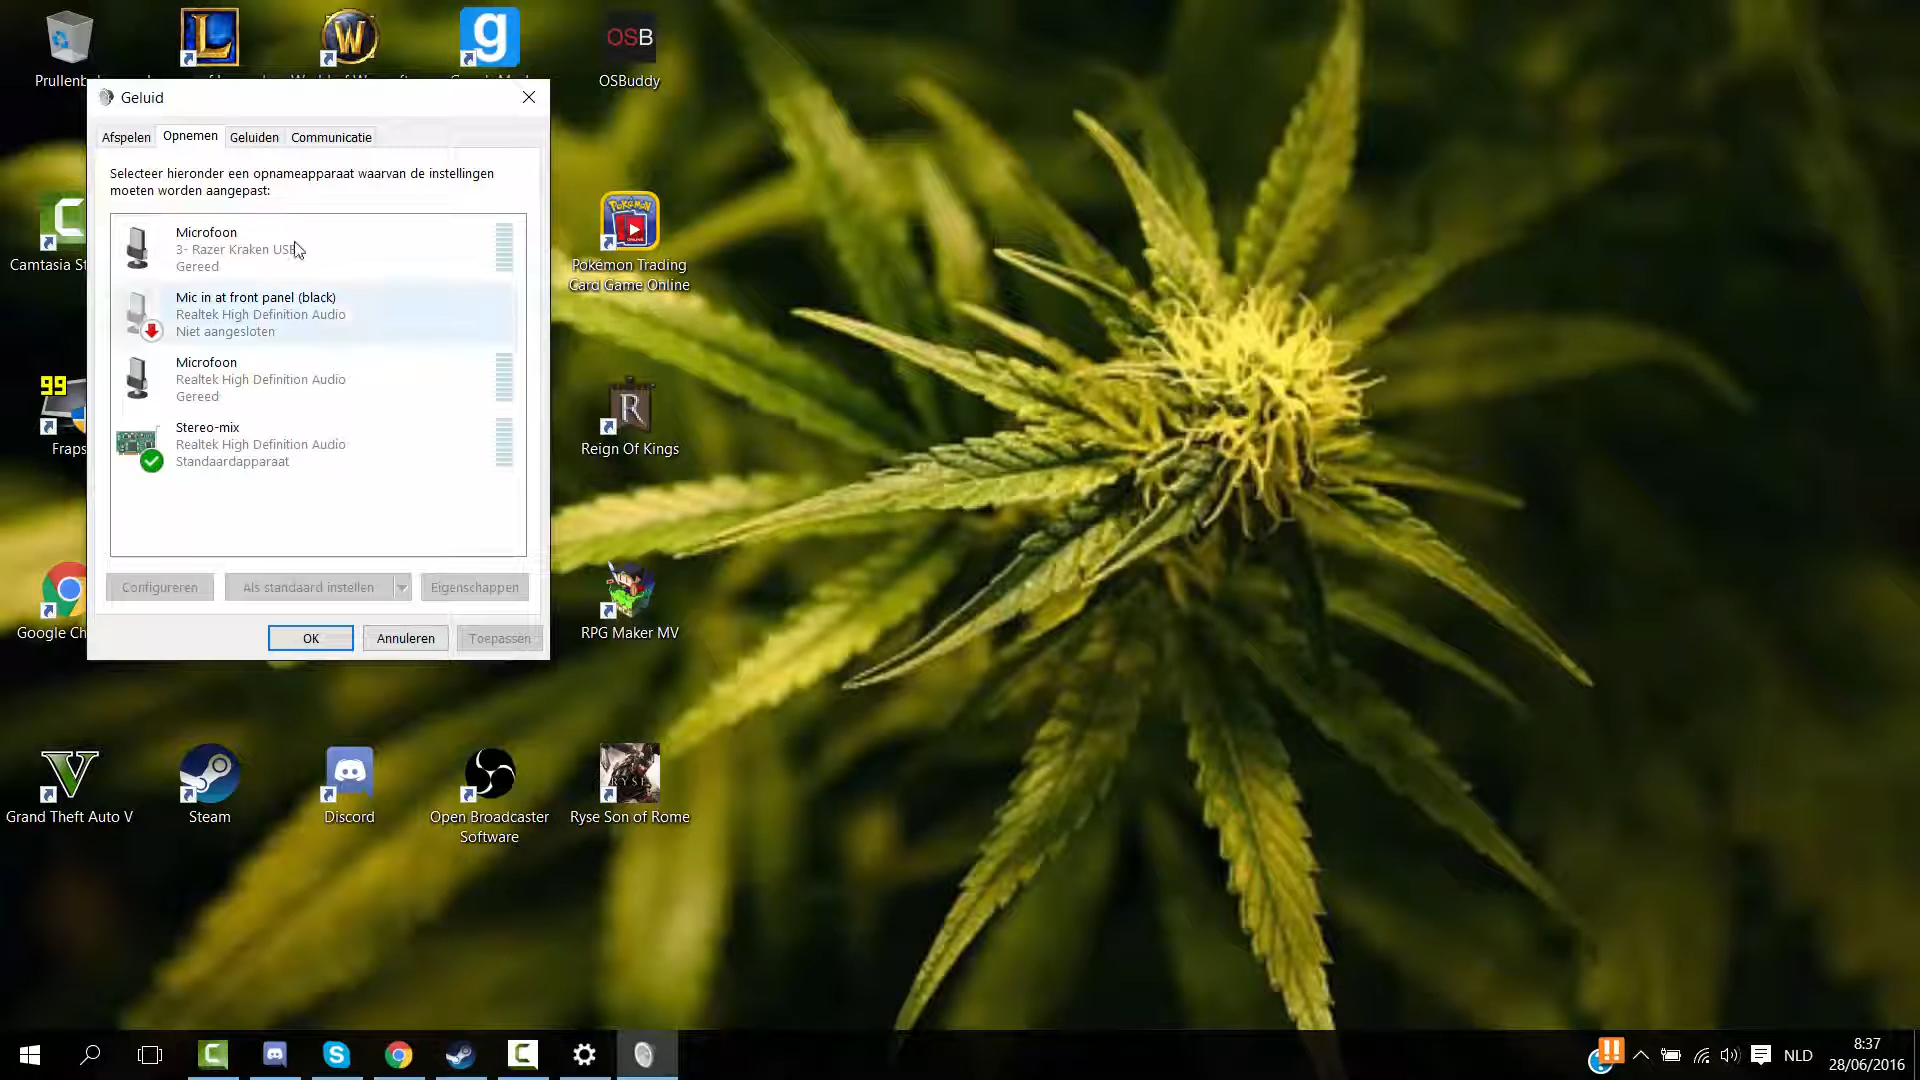 Geluid
Afspelen
Opnemen
Geluiden
Communicatie
Selecteer hieronder een opnameapparaat waarvan de instellingen
moeten worden aangepast:
Microfoon
3- Razer Kraken USB
Gereed
Mic in at front panel (black)
Realtek High Definition Audio
Niet aangesloten
Microfoon
Realtek High Definition Audio
Gereed
Stereo-mix
Realtek High Definition Audio
Standaardapparaat
Configureren
Als standaard instellen
Eigenschappen
OK
Annuleren
Toepassen
OSB
OSBuddy
Camtasia St
Pokémon
Pokémon Trading
Card Game Online
99
Fraps
R
Reign Of Kings
Google Ch
RPG Maker MV
Grand Theft Auto V
Steam
Discord
Open Broadcaster
Software
RYSE
Ryse Son of Rome
NLD
8:37
28/06/2016